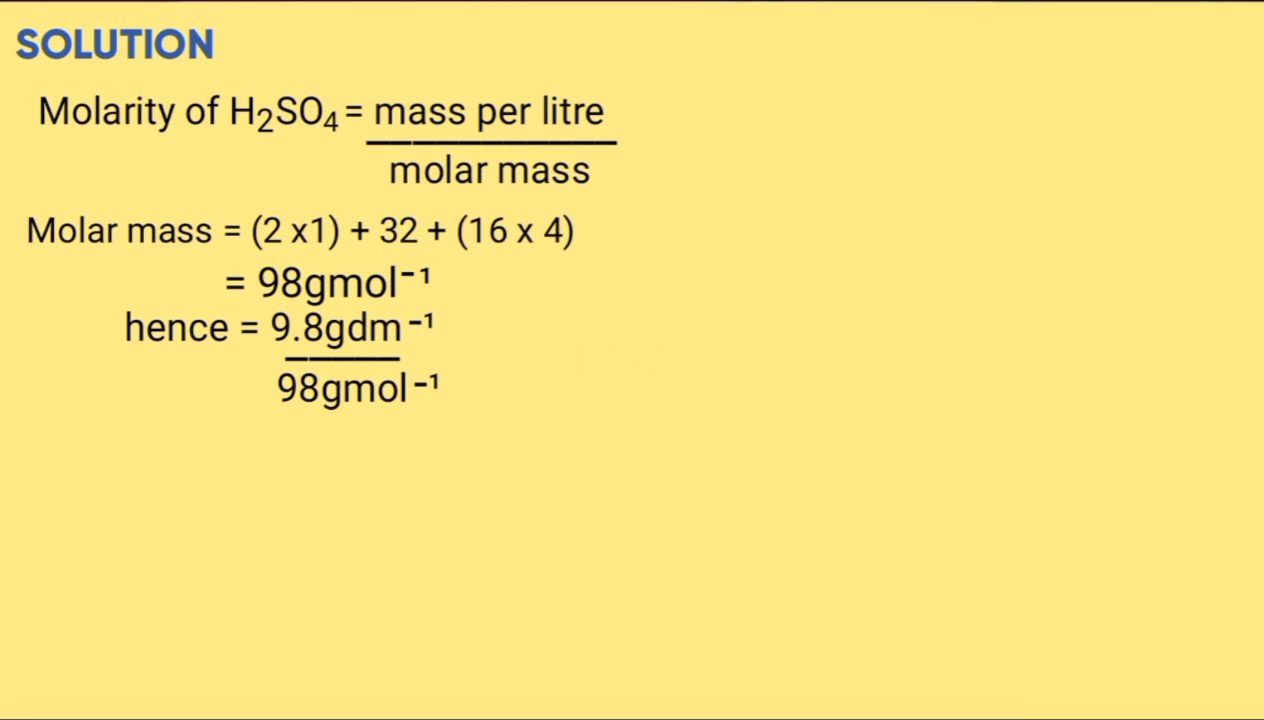 SOLUTION
Molarity of H₂SO₄ = mass per litre
molar mass
Molar mass = (2 x1) + 32 + (16 x 4)
= 98gmol⁻¹
hence = 9.8gdm⁻¹
98gmol⁻¹